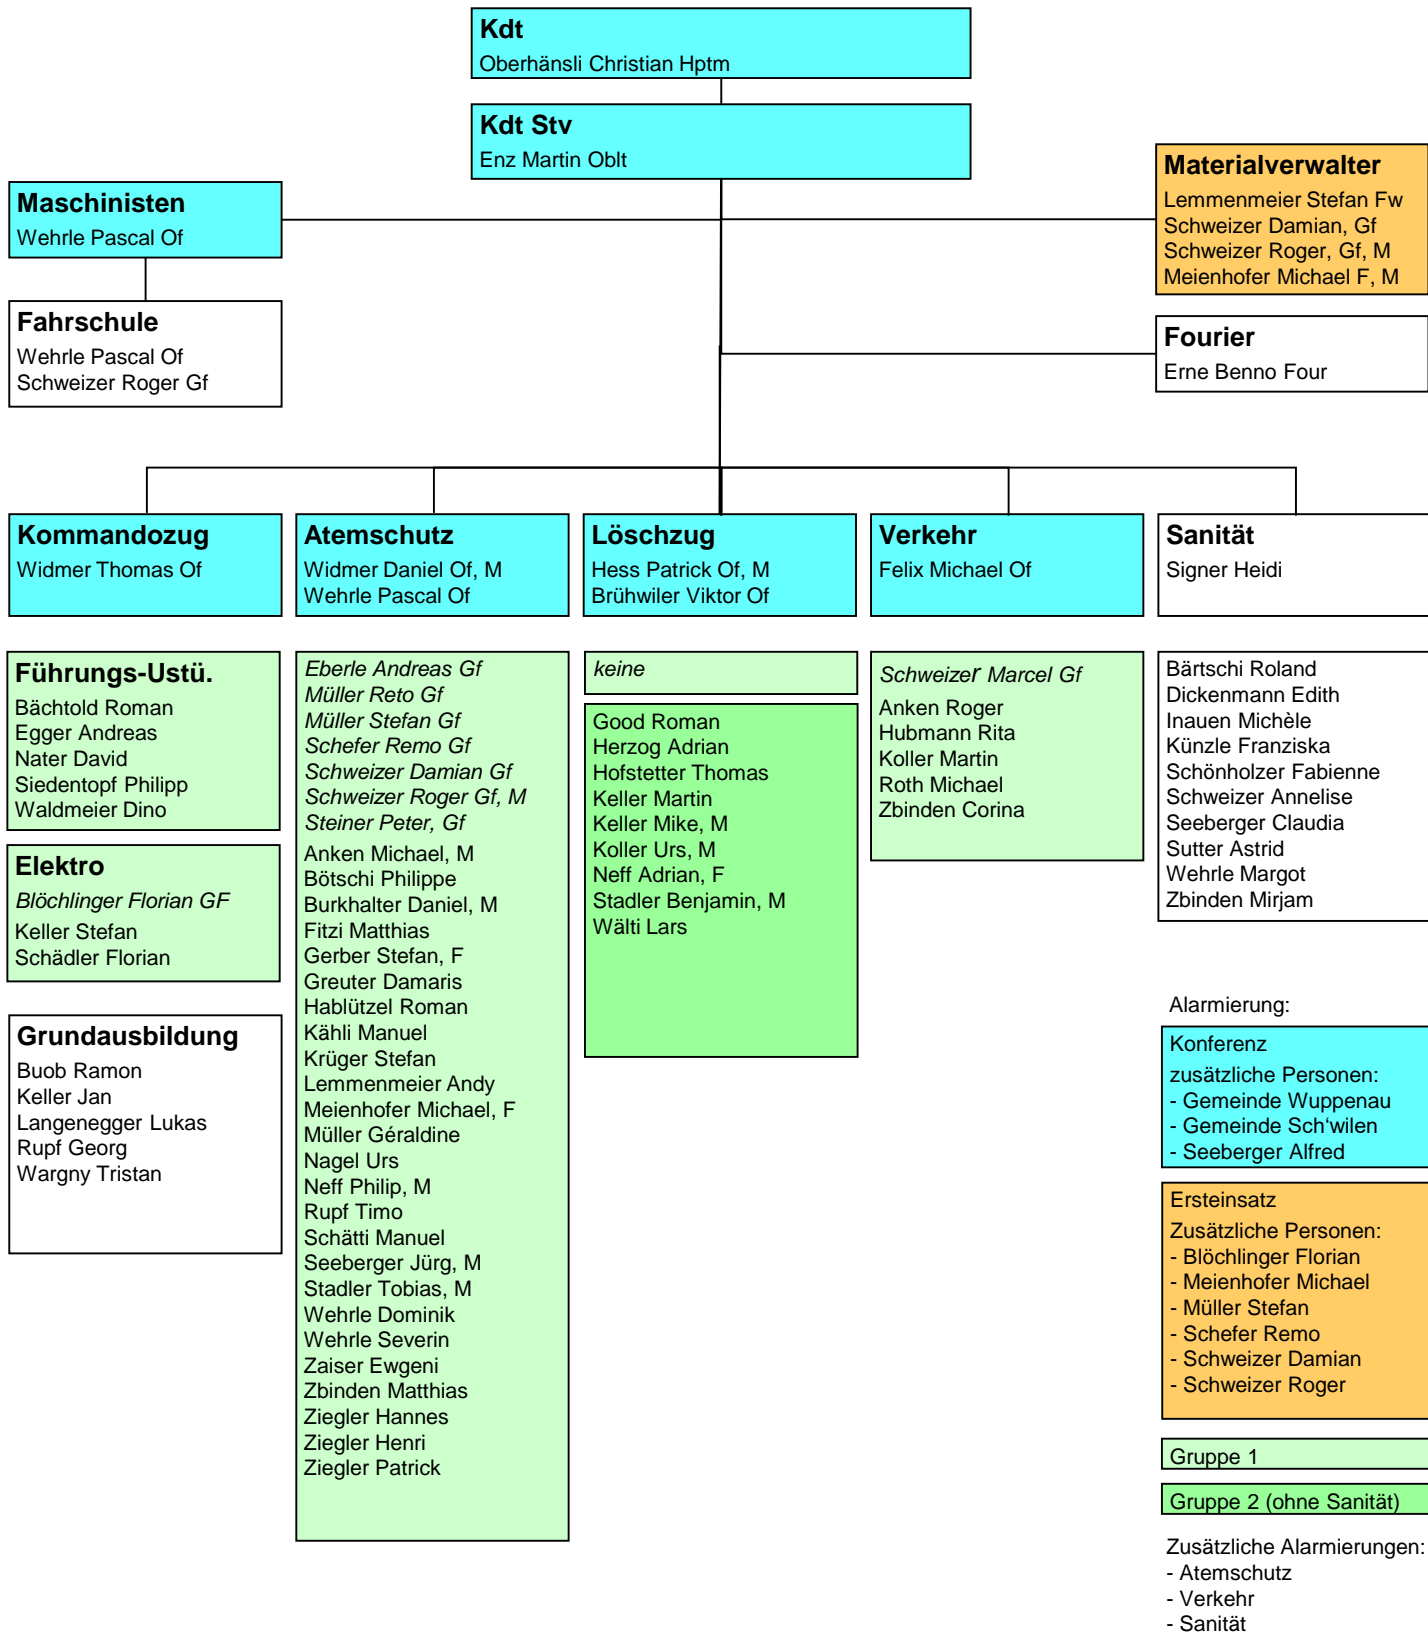 Kdt
Oberhänsli Christian Hptm
Kdt Stv
Enz Martin Oblt
Materialverwalter
Lemmenmeier Stefan Fw
Schweizer Damian, Gf
Schweizer Roger, Gf, M
Meienhofer Michael F, M
Maschinisten
Wehrle Pascal Of
Fahrschule
Wehrle Pascal Of
Schweizer Roger Gf
Fourier
Erne Benno Four
Kommandozug
Widmer Thomas Of
Atemschutz
Widmer Daniel Of, M
Wehrle Pascal Of
Löschzug
Hess Patrick Of, M
Brühwiler Viktor Of
Verkehr
Felix Michael Of
Sanität
Signer Heidi
Führungs-Ustü.
Bächtold Roman
Egger Andreas
Nater David
Siedentopf Philipp
Waldmeier Dino
Elektro
Blöchlinger Florian GF
Keller Stefan
Schädler Florian
Grundausbildung
Buob Ramon
Keller Jan
Langenegger Lukas
Rupf Georg
Wargny Tristan
Eberle Andreas Gf
Müller Reto Gf
Müller Stefan Gf
Schefer Remo Gf
Schweizer Damian Gf
Schweizer Roger Gf, M
Steiner Peter, Gf
Anken Michael, M
Bötschi Philippe
Burkhalter Daniel, M
Fitzi Matthias
Gerber Stefan, F
Greuter Damaris
Hablützel Roman
Kähli Manuel
Krüger Stefan
Lemmenmeier Andy
Meienhofer Michael, F
Müller Géraldine
Nagel Urs
Neff Philip, M
Rupf Timo
Schätti Manuel
Seeberger Jürg, M
Stadler Tobias, M
Wehrle Dominik
Wehrle Severin
Zaiser Ewgeni
Zbinden Matthias
Ziegler Hannes
Ziegler Henri
Ziegler Patrick
keine
Good Roman
Herzog Adrian
Hofstetter Thomas
Keller Martin
Keller Mike, M
Koller Urs, M
Neff Adrian, F
Stadler Benjamin, M
Wälti Lars
Schweizer Marcel Gf
Anken Roger
Hubmann Rita
Koller Martin
Roth Michael
Zbinden Corina
Bärtschi Roland
Dickenmann Edith
Inauen Michèle
Künzle Franziska
Schönholzer Fabienne
Schweizer Annelise
Seeberger Claudia
Sutter Astrid
Wehrle Margot
Zbinden Mirjam
Alarmierung:
Konferenz
zusätzliche Personen:
- Gemeinde Wuppenau
- Gemeinde Sch‘wilen
- Seeberger Alfred
Ersteinsatz
Zusätzliche Personen:
- Blöchlinger Florian
- Meienhofer Michael
- Müller Stefan
- Schefer Remo
- Schweizer Damian
- Schweizer Roger
Gruppe 1
Gruppe 2 (ohne Sanität)
Zusätzliche Alarmierungen:
- Atemschutz
- Verkehr
- Sanität